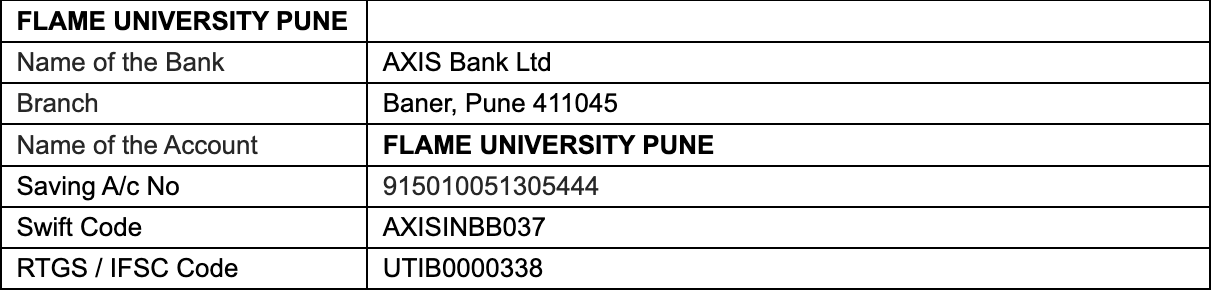 FLAME UNIVERSITY PUNE
Name of the Bank AXIS Bank Ltd
Branch Baner, Pune 411045
Name of the Account FLAME UNIVERSITY PUNE
Saving A/c No 915010051305444
Swift Code AXISINBB037
RTGS / IFSC Code UTIB0000338